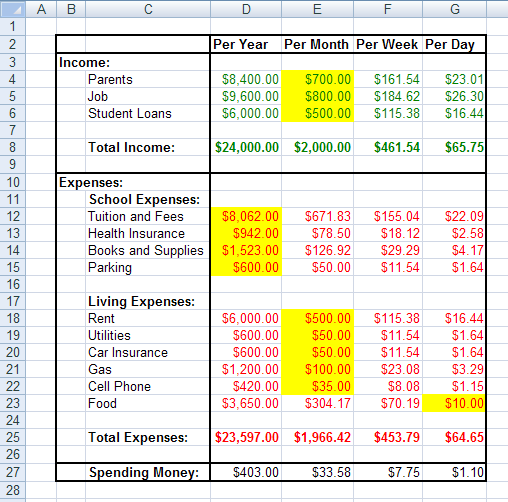 A B C D E F G
1
2 Per Year Per Month Per Week Per Day
3 Income:
4 Parents $8,400.00 $700.00 $161.54 $23.01
5 Job $9,600.00 $800.00 $184.62 $26.30
6 Student Loans $6,000.00 $500.00 $115.38 $16.44
7
8 Total Income: $24,000.00 $2,000.00 $461.54 $65.75
9
10 Expenses:
11 School Expenses:
12 Tuition and Fees $8,062.00 $671.83 $155.04 $22.09
13 Health Insurance $942.00 $78.50 $18.12 $2.58
14 Books and Supplies $1,523.00 $126.92 $29.29 $4.17
15 Parking $600.00 $50.00 $11.54 $1.64
16
17 Living Expenses:
18 Rent $6,000.00 $500.00 $115.38 $16.44
19 Utilities $600.00 $50.00 $11.54 $1.64
20 Car Insurance $600.00 $50.00 $11.54 $1.64
21 Gas $1,200.00 $100.00 $23.08 $3.29
22 Cell Phone $420.00 $35.00 $8.08 $1.15
23 Food $3,650.00 $304.17 $70.19 $10.00
24
25 Total Expenses: $23,597.00 $1,966.42 $453.79 $64.65
26
27 Spending Money: $403.00 $33.58 $7.75 $1.10
28